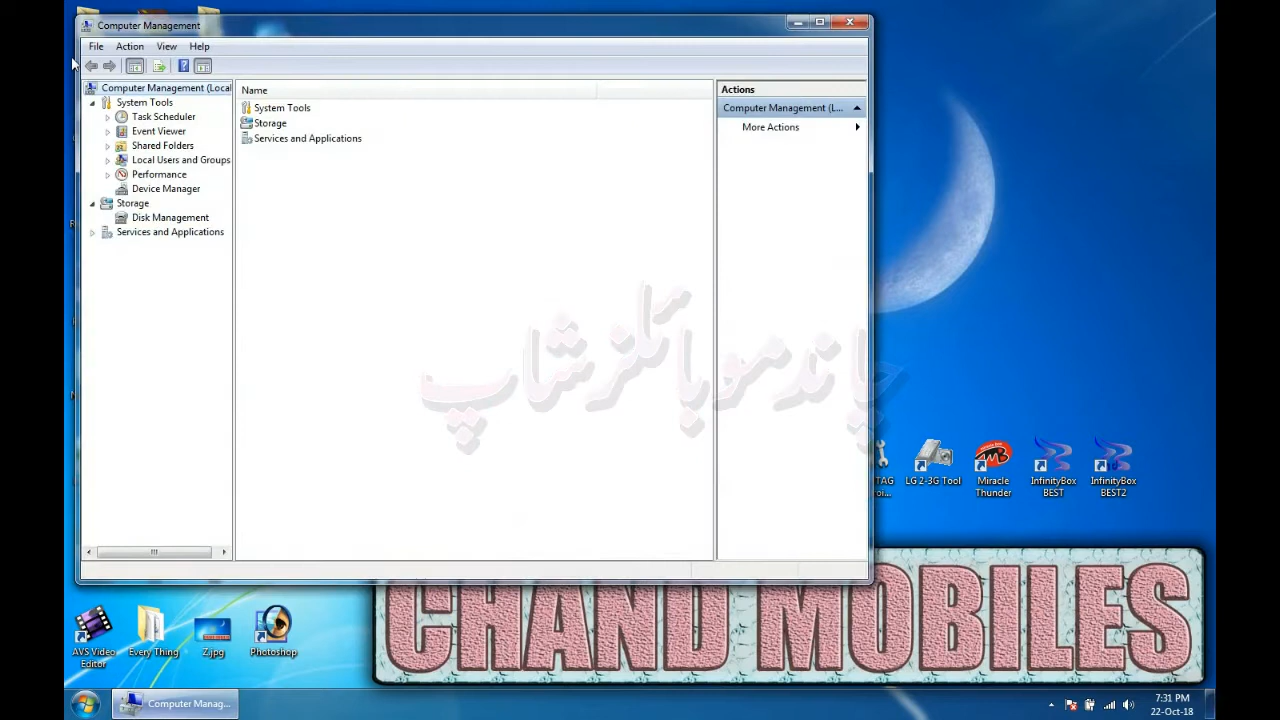 Computer Management
File Action View Help
Computer Management (Local
System Tools
Task Scheduler
Event Viewer
Shared Folders
Local Users and Groups
Performance
Device Manager
Storage
Disk Management
Services and Applications
Name
System Tools
Storage
Services and Applications
Actions
Computer Management (L...
More Actions
چاند موبائلز شاپ
TAG
oi...
LG 2-3G Tool
Miracle
Thunder
InfinityBox
BEST
InfinityBox
BEST2
CHAND MOBILES
AVS Video
Editor
Every Thing
Zjpg
Photoshop
Computer Manag...
7:31 PM
22-Oct-18